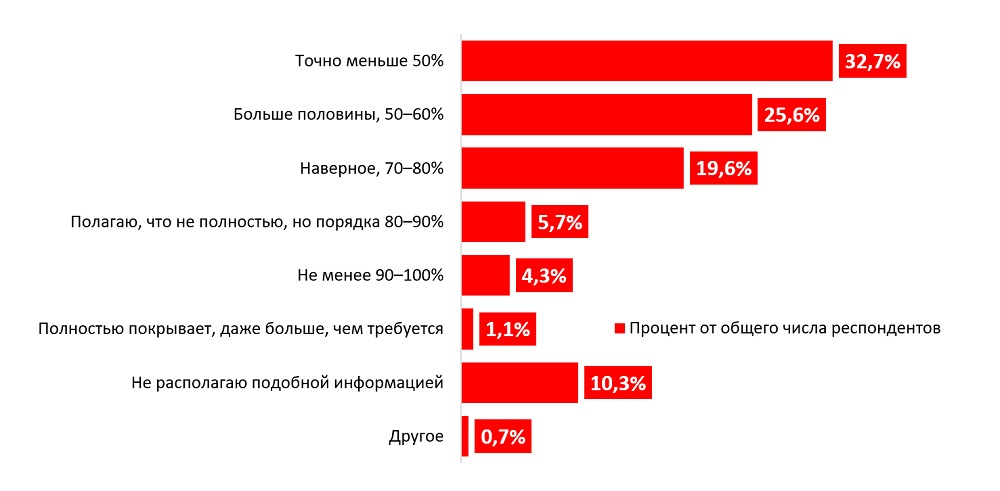 Точно меньше 50%
32,7%
Больше половины, 50–60%
25,6%
Наверное, 70–80%
19,6%
Полагаю, что не полностью, но порядка 80–90%
5,7%
Не менее 90–100%
4,3%
Полностью покрывает, даже больше, чем требуется
1,1%
Процент от общего числа респондентов
Не располагаю подобной информацией
10,3%
Другое
0,7%